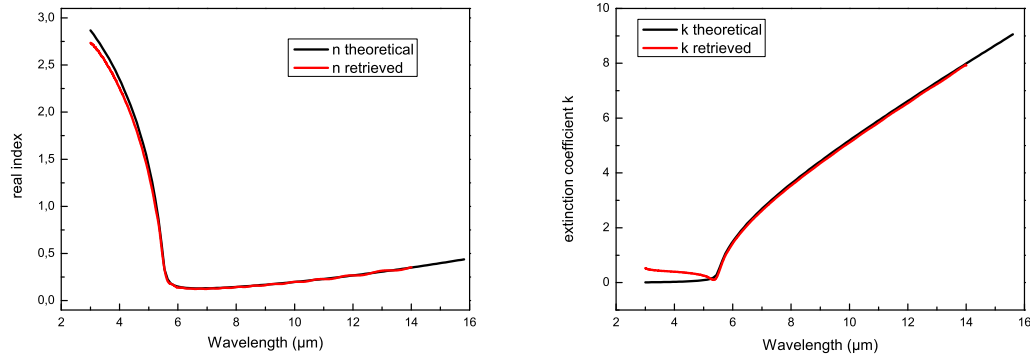 3,0
2,5
2,0
1,5
1,0
0,5
0,0
real index
n theoretical
n retrieved
2 4 6 8 10 12 14 16
Wavelength (µm)
10
8
6
4
2
0
extinction coefficient k
k theoretical
k retrieved
2 4 6 8 10 12 14 16
Wavelength (µm)